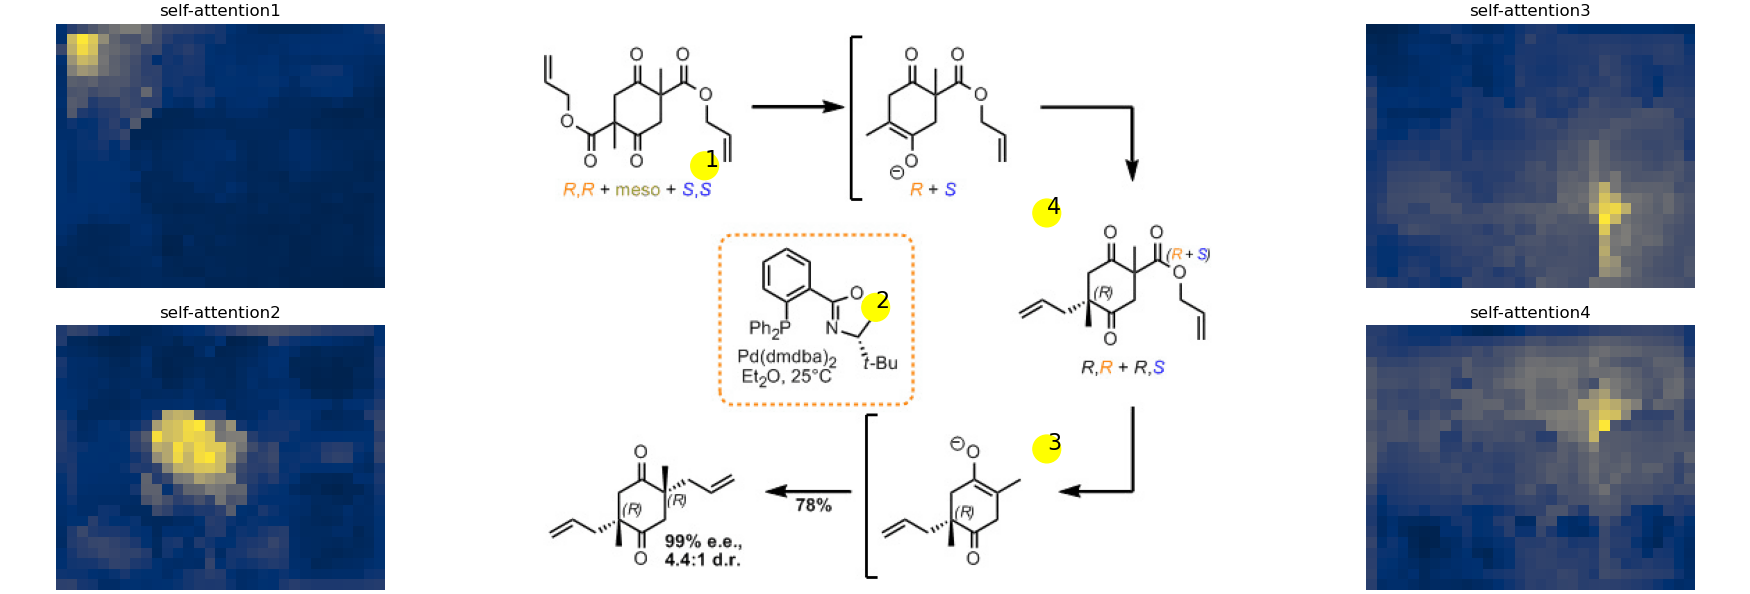 self-attention1
self-attention3
O O
O O
O
O
O
O O
O
O
⊖
1
R,R + meso + S,S
R + S
4
O O
(R + S)
O
(R)
O
R,R + R,S
O
2
Ph2P
N
Pd(dmdba)2
t-Bu
Et2O, 25°C
self-attention2
self-attention4
⊖
O
3
O
(R)
(R)
78%
(R)
O
O
99% e.e.,
4.4:1 d.r.